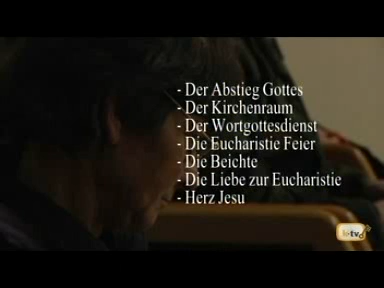 - Der Abstieg Gottes
- Der Kirchenraum
- Der Wortgottesdienst
- Die Eucharistie Feier
- Die Beichte
- Die Liebe zur Eucharistie
- Herz Jesu